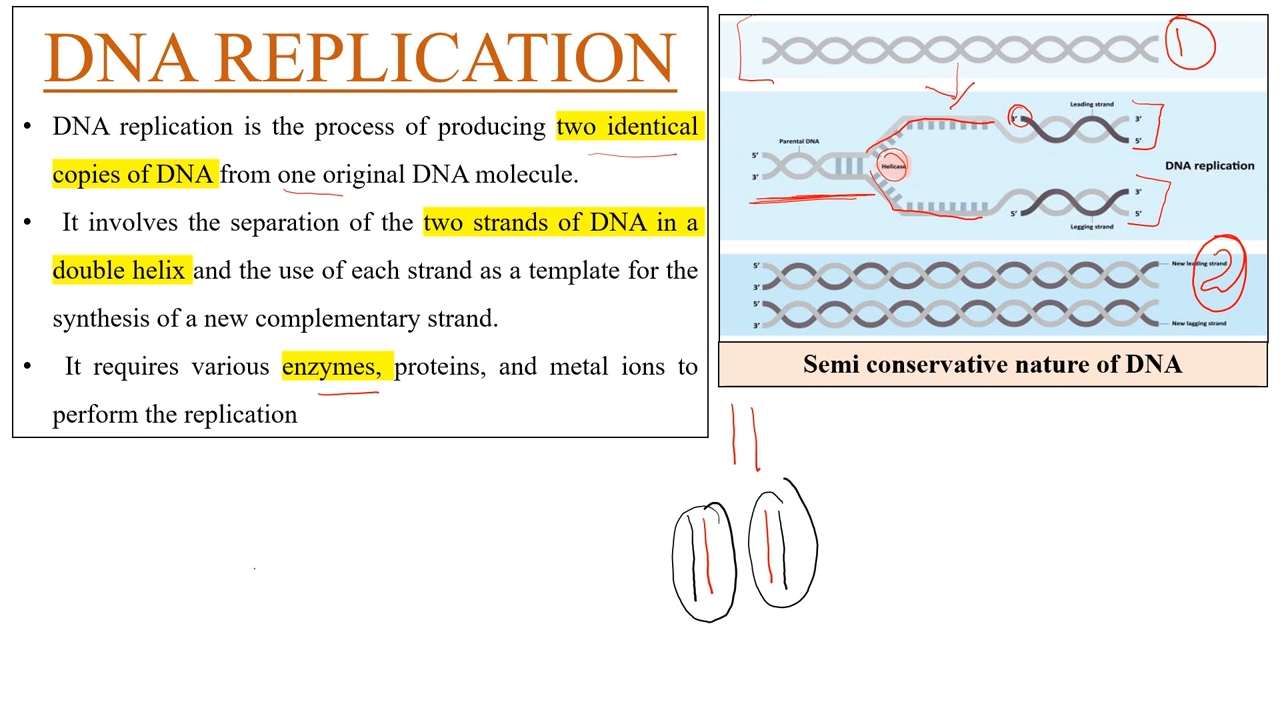 DNA REPLICATION
• DNA replication is the process of producing two identical
copies of DNA from one original DNA molecule.
• It involves the separation of the two strands of DNA in a
double helix and the use of each strand as a template for the
synthesis of a new complementary strand.
• It requires various enzymes, proteins, and metal ions to
perform the replication
1
Leading strand
3' 3'
Parental DNA
5'
5'
Helicase
DNA replication
3'
3'
5' 5'
Legging strand
5' New leading strand
2
3'
5'
3' New lagging strand
Semi conservative nature of DNA